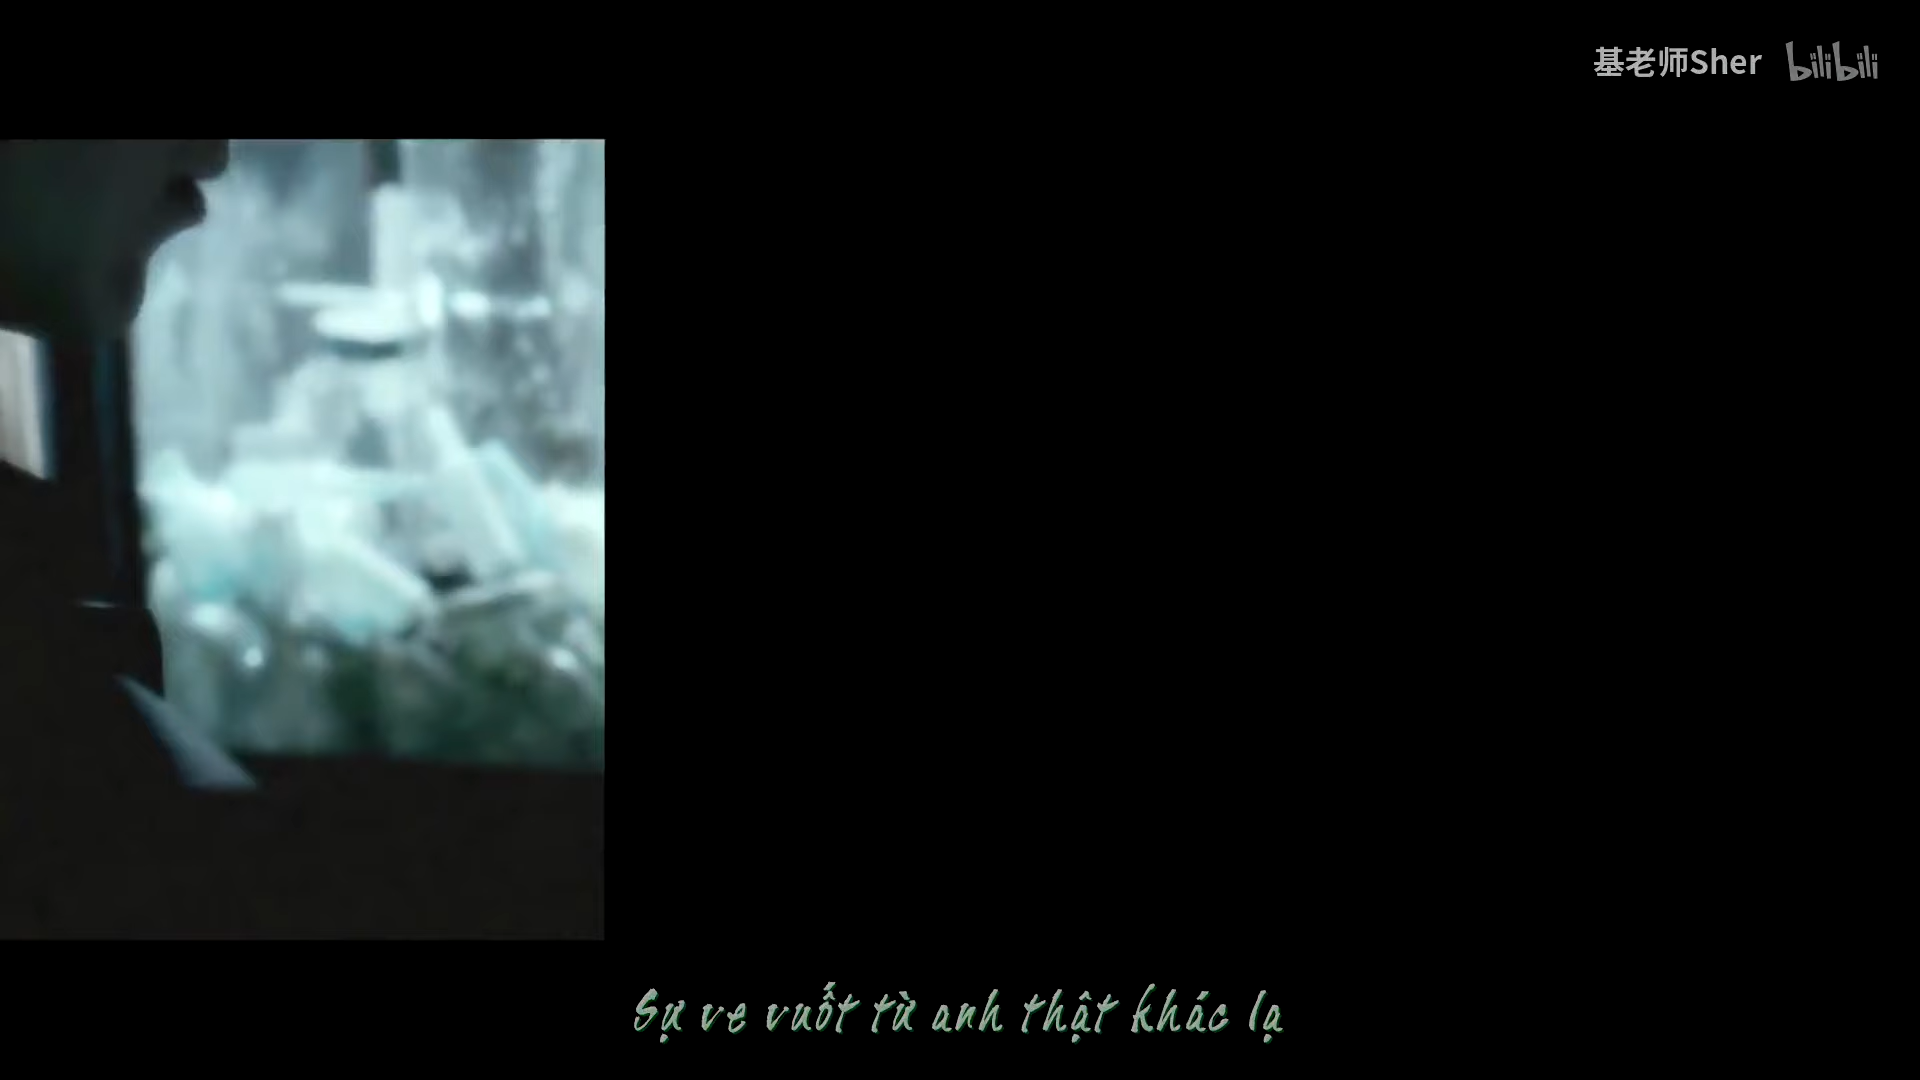 基老师Sher bilibili
Sự ve vuốt từ anh thật khác lạ